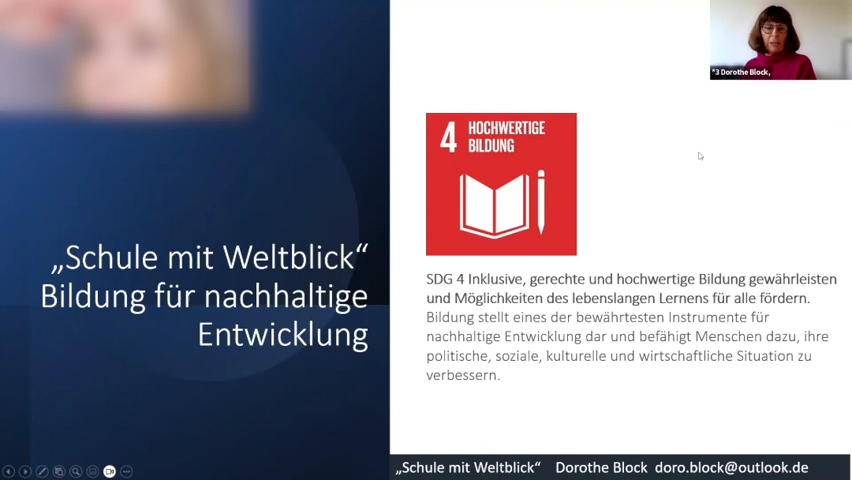 *3 Dorothe Block,
4 HOCHWERTIGE
BILDUNG
„Schule mit Weltblick“
Bildung für nachhaltige
Entwicklung
SDG 4 Inklusive, gerechte und hochwertige Bildung gewährleisten
und Möglichkeiten des lebenslangen Lernens für alle fördern.
Bildung stellt eines der bewährtesten Instrumente für
nachhaltige Entwicklung dar und befähigt Menschen dazu, ihre
politische, soziale, kulturelle und wirtschaftliche Situation zu
verbessern.
„Schule mit Weltblick“ Dorothe Block doro.block@outlook.de